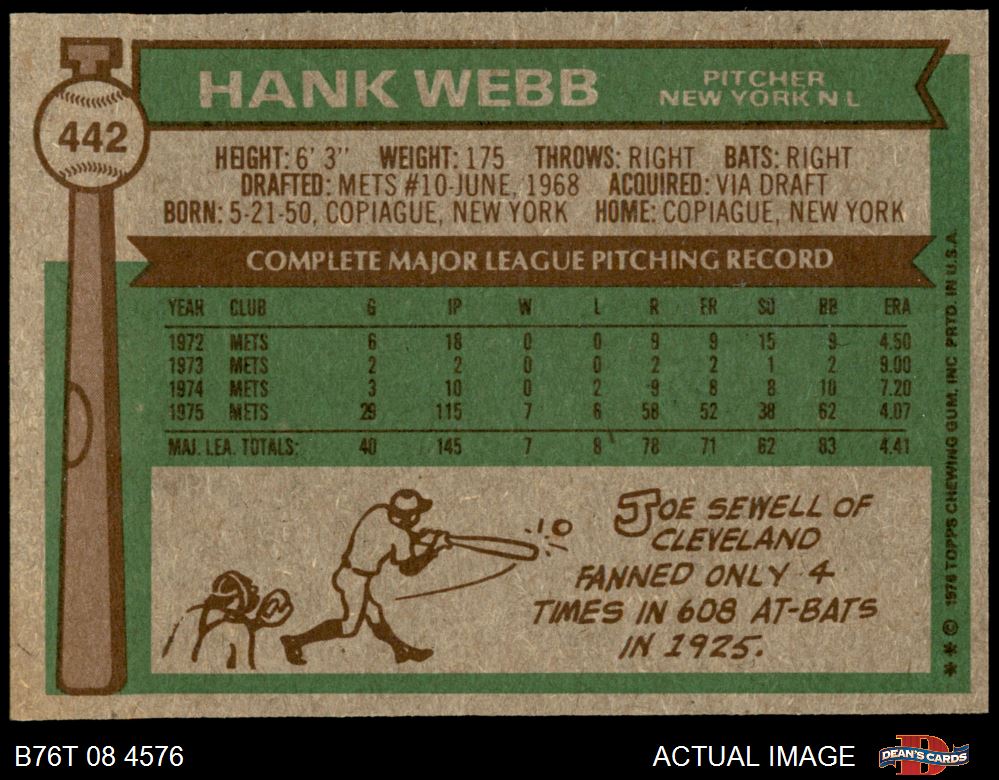 442
HANK WEBB
PITCHER
NEW YORK N L
HEIGHT: 6' 3" WEIGHT: 175 THROWS: RIGHT BATS: RIGHT
DRAFTED: METS #10-JUNE, 1968 ACQUIRED: VIA DRAFT
BORN: 5-21-50, COPIAGUE, NEW YORK HOME: COPIAGUE, NEW YORK
COMPLETE MAJOR LEAGUE PITCHING RECORD
YEAR CLUB G IP W L R ER SO BB ERA
1972 METS 6 18 0 0 9 9 15 9 4.50
1973 METS 2 2 0 0 2 2 1 2 9.00
1974 METS 3 10 0 2 9 8 8 10 7.20
1975 METS 29 115 7 6 58 52 38 62 4.07
MAJ. LEA. TOTALS: 40 145 7 8 78 71 62 83 4.41
JOE SEWELL OF
CLEVELAND
FANNED ONLY 4
TIMES IN 608 AT-BATS
IN 1925.
* * © 1976 TOPPS CHEWING GUM, INC PRTD. IN U.S.A.
B76T 08 4576
ACTUAL IMAGE
DEAN'S CARDS